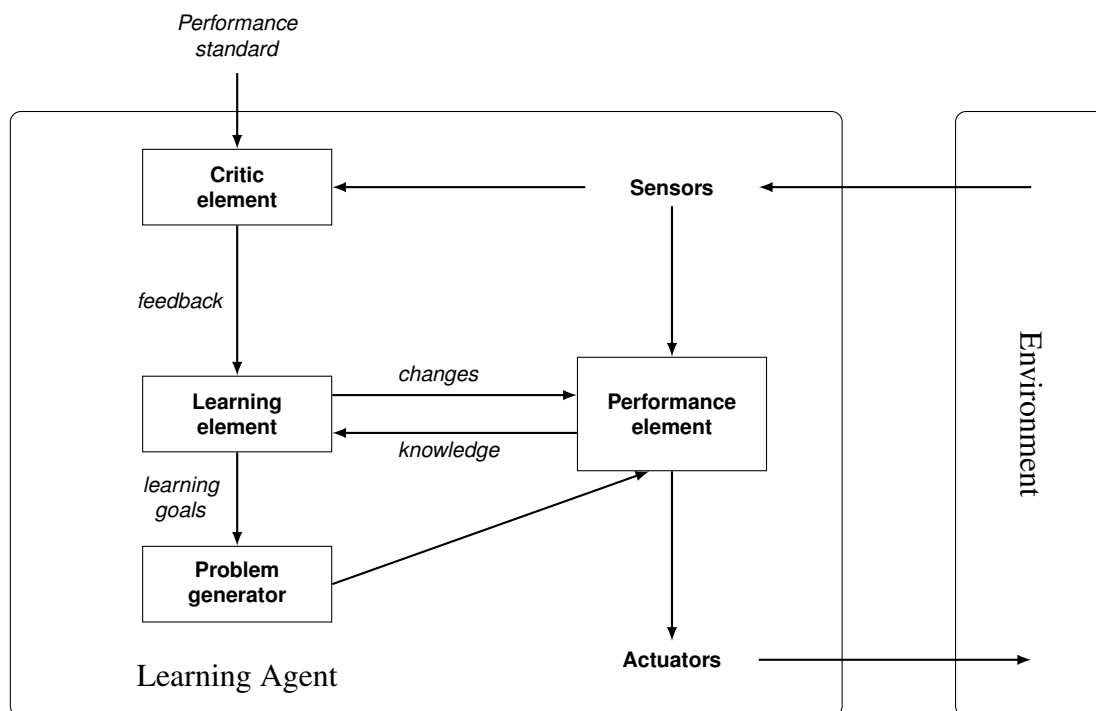 Performance
standard
Critic
element
Sensors
feedback
changes
Learning
element
Performance
element
knowledge
Environment
learning
goals
Problem
generator
Learning Agent
Actuators